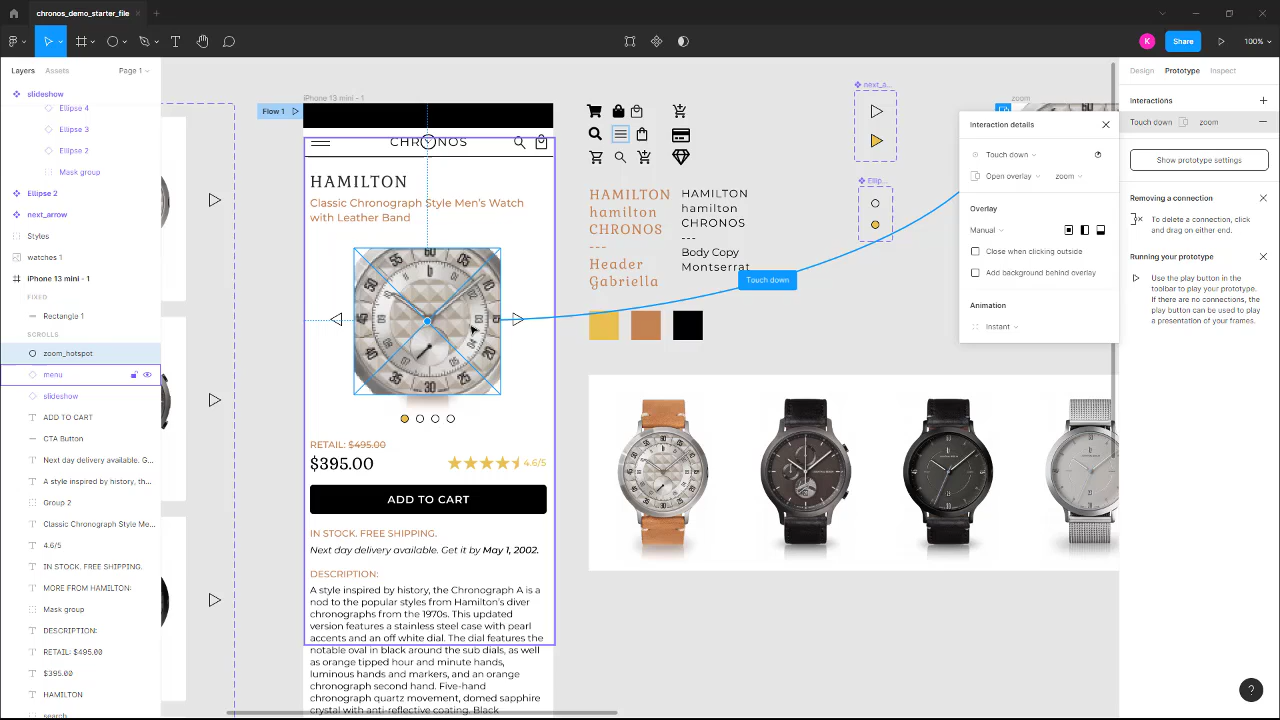 chronos_demo_starter_file
K
Share
100%
Layers
Assets
Page 1
Design
Prototype
Inspect
slideshow
Ellipse 4
Ellipse 3
Ellipse 2
Mask group
Ellipse 2
next_arrow
Styles
watches 1
iPhone 13 mini - 1
FIXED
Rectangle 1
SCROLLS
zoom_hotspot
menu
slideshow
ADD TO CART
CTA Button
Next day delivery available. G...
A style inspired by history, th...
Group 2
Classic Chronograph Style Me...
4.6/5
IN STOCK. FREE SHIPPING.
MORE FROM HAMILTON:
Mask group
DESCRIPTION:
RETAIL: $495.00
$395.00
HAMILTON
search
Flow 1
iPhone 13 mini - 1
CHRONOS
HAMILTON
Classic Chronograph Style Men's Watch
with Leather Band
RETAIL: $495.00
$395.00
4.6/5
ADD TO CART
IN STOCK. FREE SHIPPING.
Next day delivery available. Get it by May 1, 2002.
DESCRIPTION:
A style inspired by history, the Chronograph A is a
nod to the popular styles from Hamilton's diver
chronographs from the 1970s. This updated
version features a stainless steel case with pearl
accents and an off white dial. The dial features the
notable oval in black around the sub dials, as well
as orange tipped hour and minute hands,
luminous hands and markers, and an orange
chronograph second hand. Five-hand
chronograph quartz movement, domed sapphire
crystal with anti-reflective coating. Black
HAMILTON
hamilton
CHRONOS
---
Header
Gabriella
HAMILTON
hamilton
CHRONOS
---
Body Copy
Montserrat
next_a...
Ellip...
Touch down
zoom
Interaction details
Touch down
Open overlay
zoom
Overlay
Manual
Close when clicking outside
Add background behind overlay
Animation
Instant
Interactions
Touch down
zoom
Show prototype settings
Removing a connection
To delete a connection, click
and drag on either end.
Running your prototype
Use the play button in the
toolbar to play your prototype.
If there are no connections, the
play button can be used to play
a presentation of your frames.
?